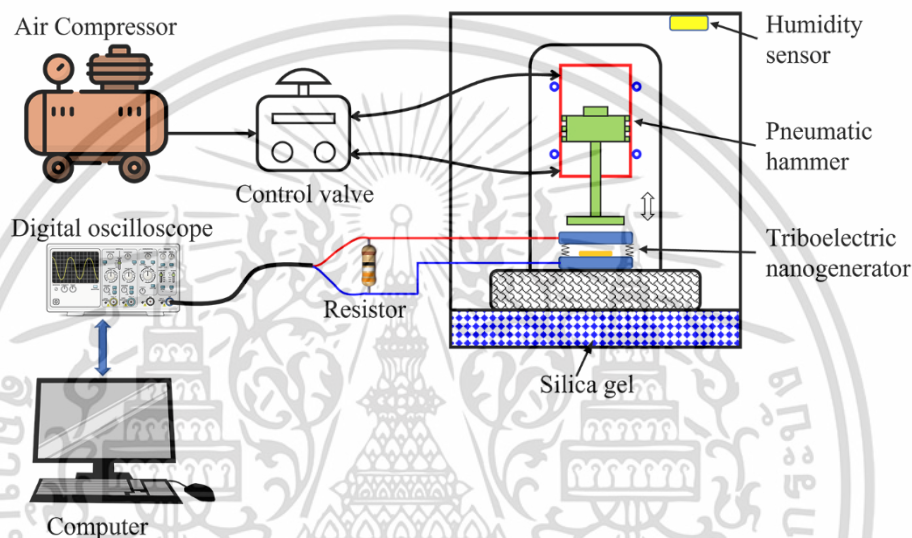 Air Compressor
Humidity
sensor
Pneumatic
hammer
Control valve
Digital oscilloscope
Triboelectric
nanogenerator
Resistor
Silica gel
Computer